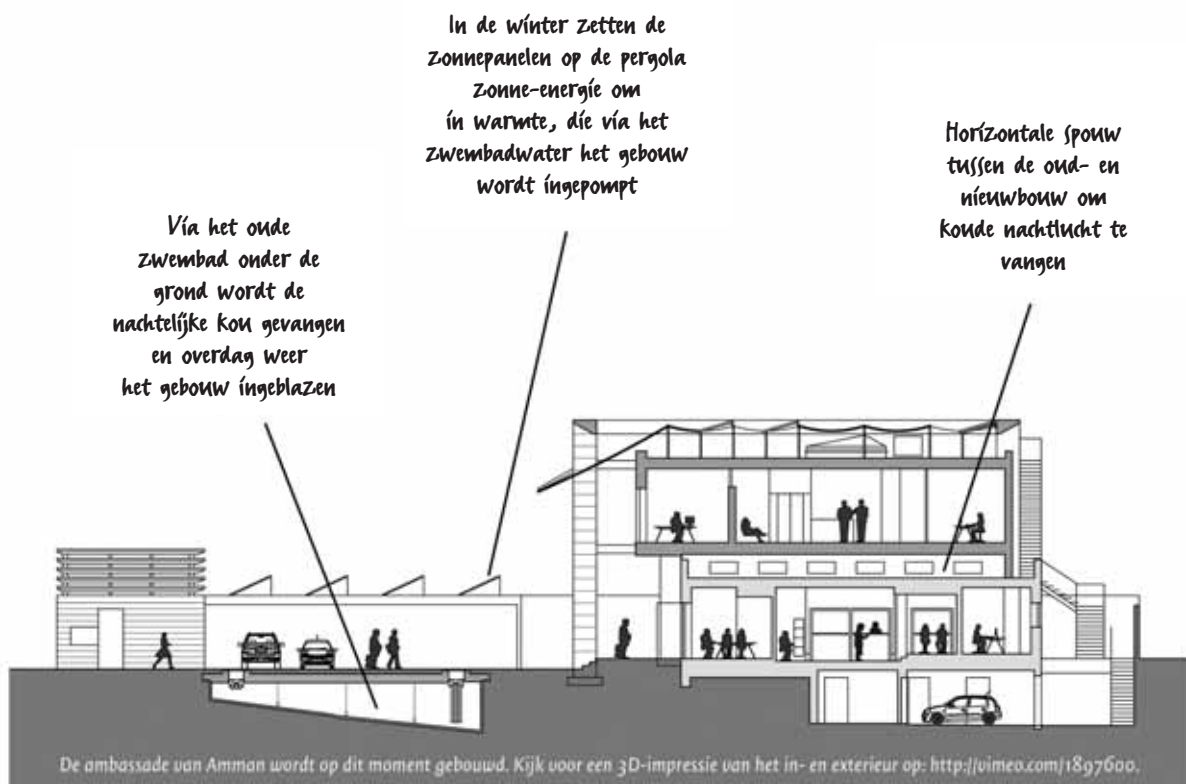 In de winter zetten de
zonnepanelen op de pergola
zonne-energie om
in warmte, die via het
zwembadwater het gebouw
wordt ingepompt
Horizontale spouw
tussen de oud- en
nieuwbouw om
koude nachtlucht te
vangen
Via het oude
zwembad onder de
grond wordt de
nachtelijke kou gevangen
en overdag weer
het gebouw ingeblazen
De ambassade van Amman wordt op dit moment gebouwd. Kijk voor een 3D-impressie van het in- en exterieur op: http://vimeo.com/1897600.